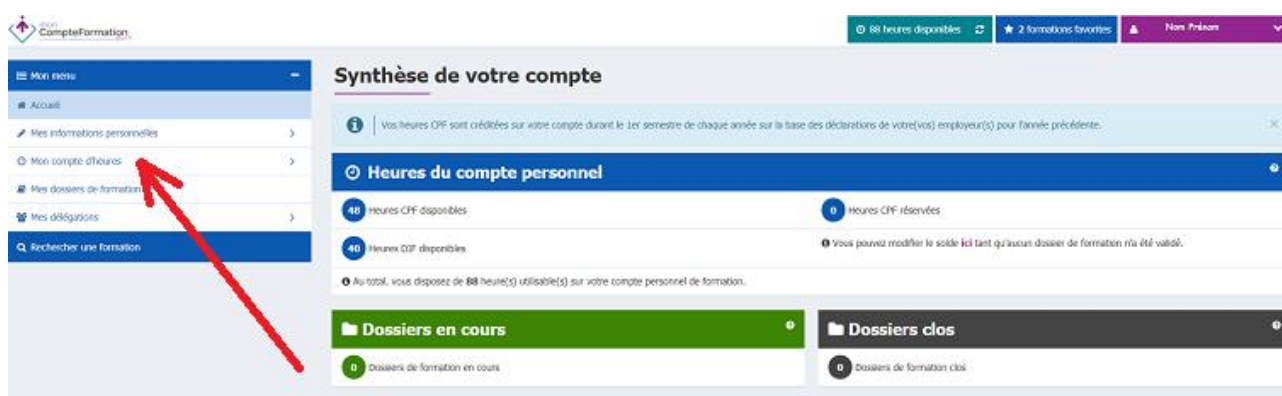 mon
CompteFormation
88 heures disponibles
2 formations favorites
Nom Prénom
Mon menu
Accueil
Mes informations personnelles
Mon compte d'heures
Mes dossiers de formation
Mes délégations
Rechercher une formation
Synthèse de votre compte
Vos heures CPF sont créditées sur votre compte durant le 1er semestre de chaque année sur la base des déclarations de votre(vos) employeur(s) pour l'année précédente.
Heures du compte personnel
48 Heures CPF disponibles
0 Heures CPF réservées
40 Heures DIF disponibles
Vous pouvez modifier le solde ici tant qu'aucun dossier de formation n'a été validé.
Au total, vous disposez de 88 heure(s) utilisable(s) sur votre compte personnel de formation.
Dossiers en cours
Dossiers clos
0 Dossiers de formation en cours
0 Dossiers de formation clos